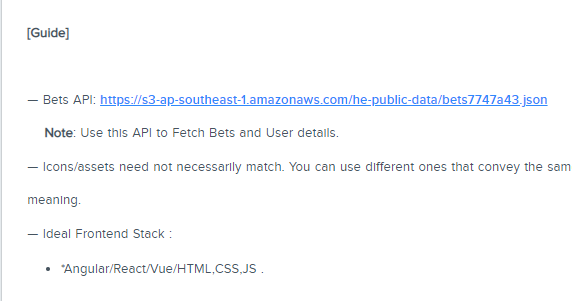 [Guide]
— Bets API: https://s3-ap-southeast-1.amazonaws.com/he-public-data/bets7747a43.json
Note: Use this API to Fetch Bets and User details.
— Icons/assets need not necessarily match. You can use different ones that convey the sam
meaning.
— Ideal Frontend Stack :
• *Angular/React/Vue/HTML,CSS,JS .